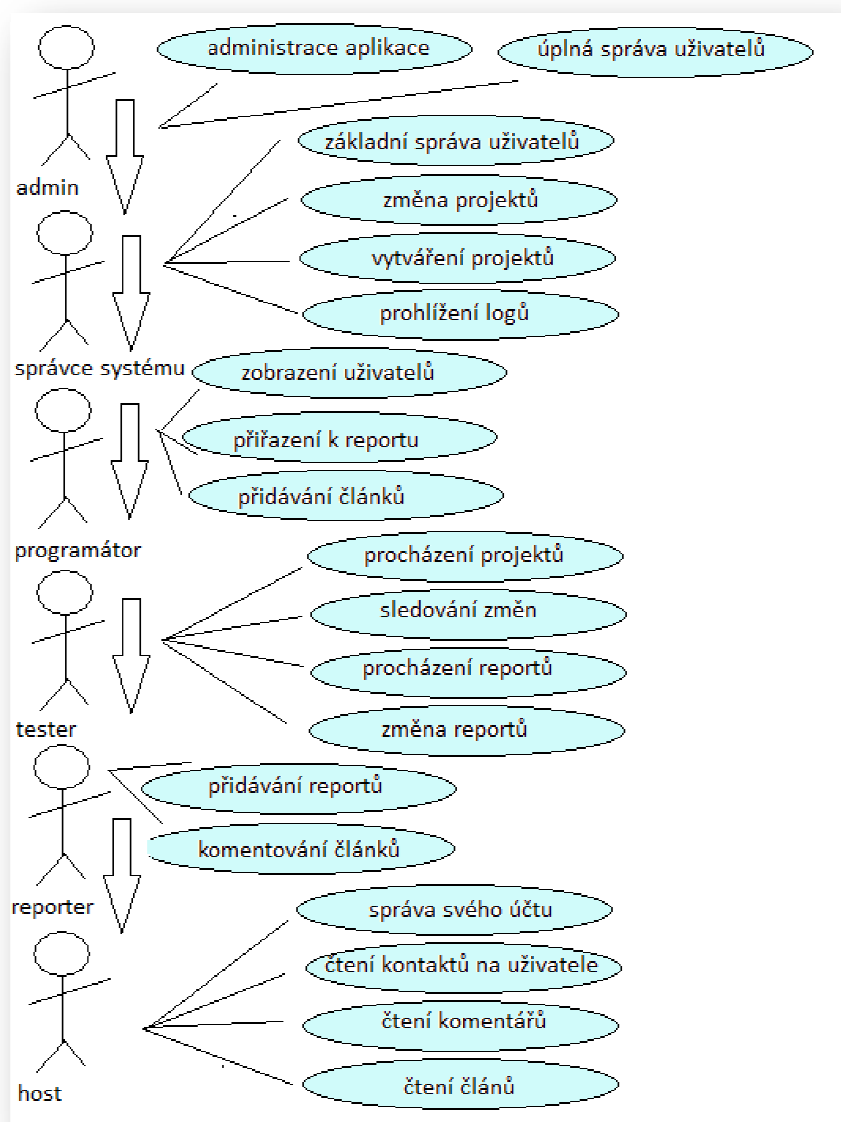 administrace aplikace
úplná správa uživatelů
základní správa uživatelů
admin
změna projektů
vytváření projektů
prohlížení logů
správce systému
zobrazení uživatelů
přiřazení k reportu
přidávání článků
programátor
procházení projektů
sledování změn
procházení reportů
změna reportů
tester
přidávání reportů
komentování článků
reporter
správa svého účtu
čtení kontaktů na uživatele
čtení komentářů
čtení článů
host